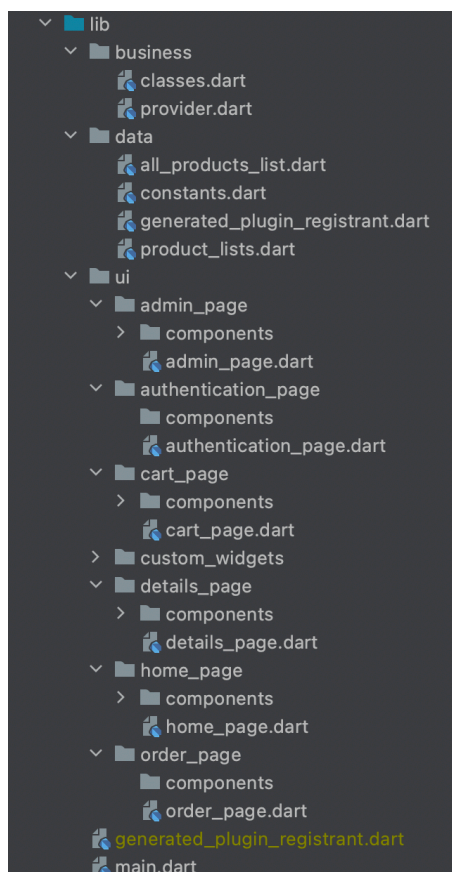 lib
business
classes.dart
provider.dart
data
all_products_list.dart
constants.dart
generated_plugin_registrant.dart
product_lists.dart
ui
admin_page
components
admin_page.dart
authentication_page
components
authentication_page.dart
cart_page
components
cart_page.dart
custom_widgets
details_page
components
details_page.dart
home_page
components
home_page.dart
order_page
components
order_page.dart
generated_plugin_registrant.dart
main.dart